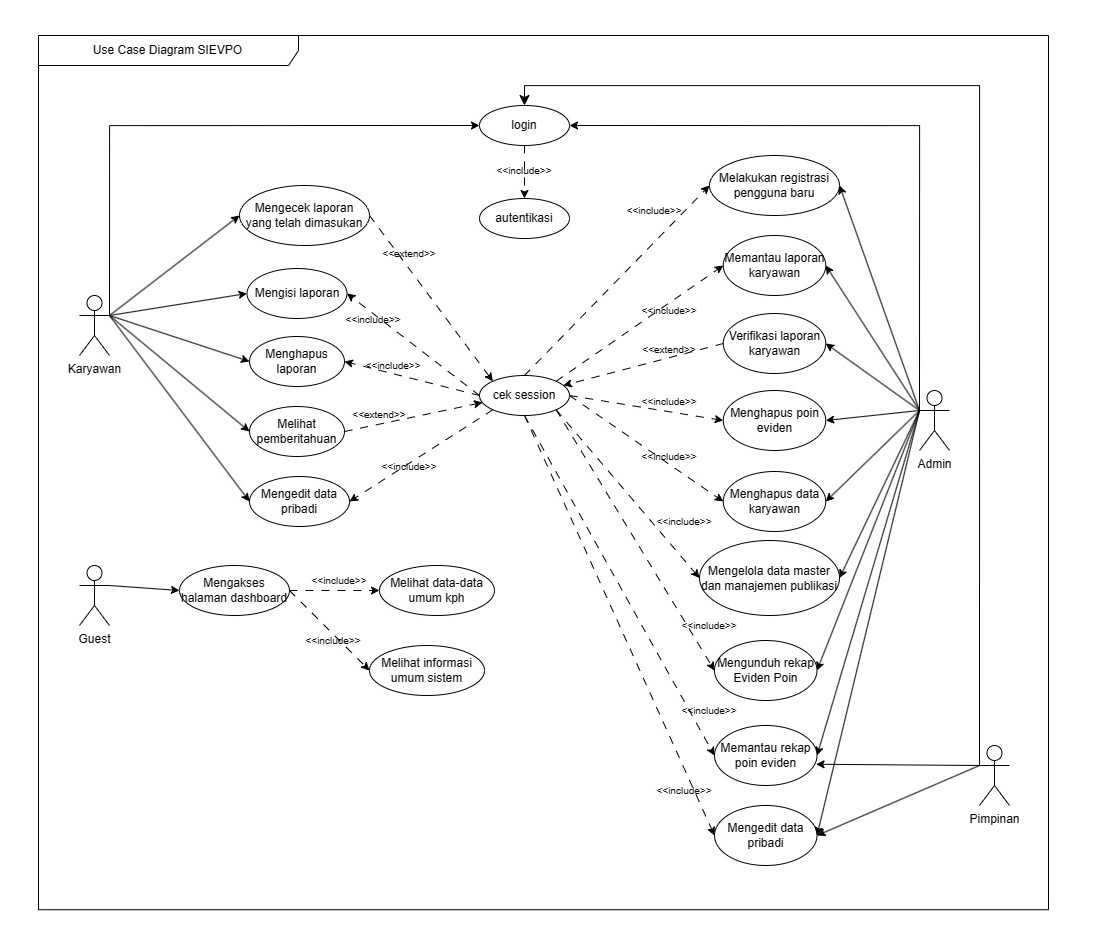 Use Case Diagram SIEVPO
login
<<include>>
autentikasi
Mengecek laporan
yang telah dimasukan
<<extend>>
Mengisi laporan
<<include>>
Menghapus
laporan
<<include>>
Melihat
pemberitahuan
<<extend>>
Mengedit data
pribadi
<<include>>
Karyawan
cek session
Melakukan registrasi
pengguna baru
<<include>>
Memantau laporan
karyawan
<<include>>
Verifikasi laporan
karyawan
<<extend>>
Menghapus poin
eviden
<<include>>
Menghapus data
karyawan
<<include>>
Mengelola data master
dan manajemen publikasi
<<include>>
Mengunduh rekap
Eviden Poin
<<include>>
Memantau rekap
poin eviden
<<include>>
Mengedit data
pribadi
<<include>>
Admin
Pimpinan
Guest
Mengakses
halaman dashboard
<<include>>
Melihat data-data
umum kph
<<include>>
Melihat informasi
umum sistem